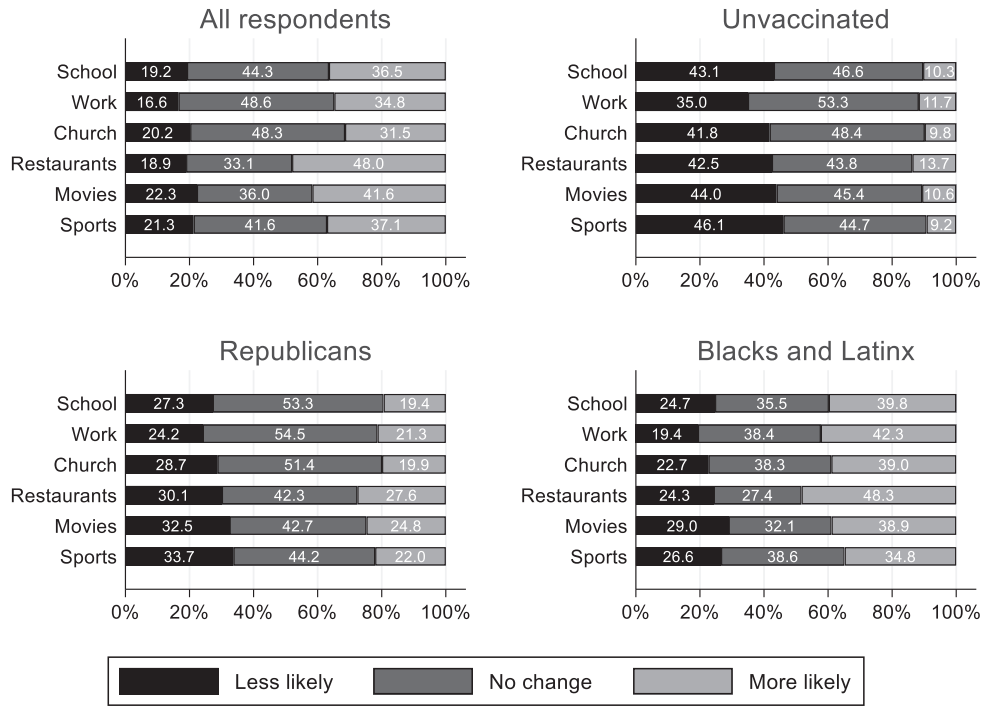 All respondents
School 19.2 44.3 36.5
Work 16.6 48.6 34.8
Church 20.2 48.3 31.5
Restaurants 18.9 33.1 48.0
Movies 22.3 36.0 41.6
Sports 21.3 41.6 37.1
0% 20% 40% 60% 80% 100%
Unvaccinated
School 43.1 46.6 10.3
Work 35.0 53.3 11.7
Church 41.8 48.4 9.8
Restaurants 42.5 43.8 13.7
Movies 44.0 45.4 10.6
Sports 46.1 44.7 9.2
0% 20% 40% 60% 80% 100%
Republicans
School 27.3 53.3 19.4
Work 24.2 54.5 21.3
Church 28.7 51.4 19.9
Restaurants 30.1 42.3 27.6
Movies 32.5 42.7 24.8
Sports 33.7 44.2 22.0
0% 20% 40% 60% 80% 100%
Blacks and Latinx
School 24.7 35.5 39.8
Work 19.4 38.4 42.3
Church 22.7 38.3 39.0
Restaurants 24.3 27.4 48.3
Movies 29.0 32.1 38.9
Sports 26.6 38.6 34.8
0% 20% 40% 60% 80% 100%
Less likely No change More likely